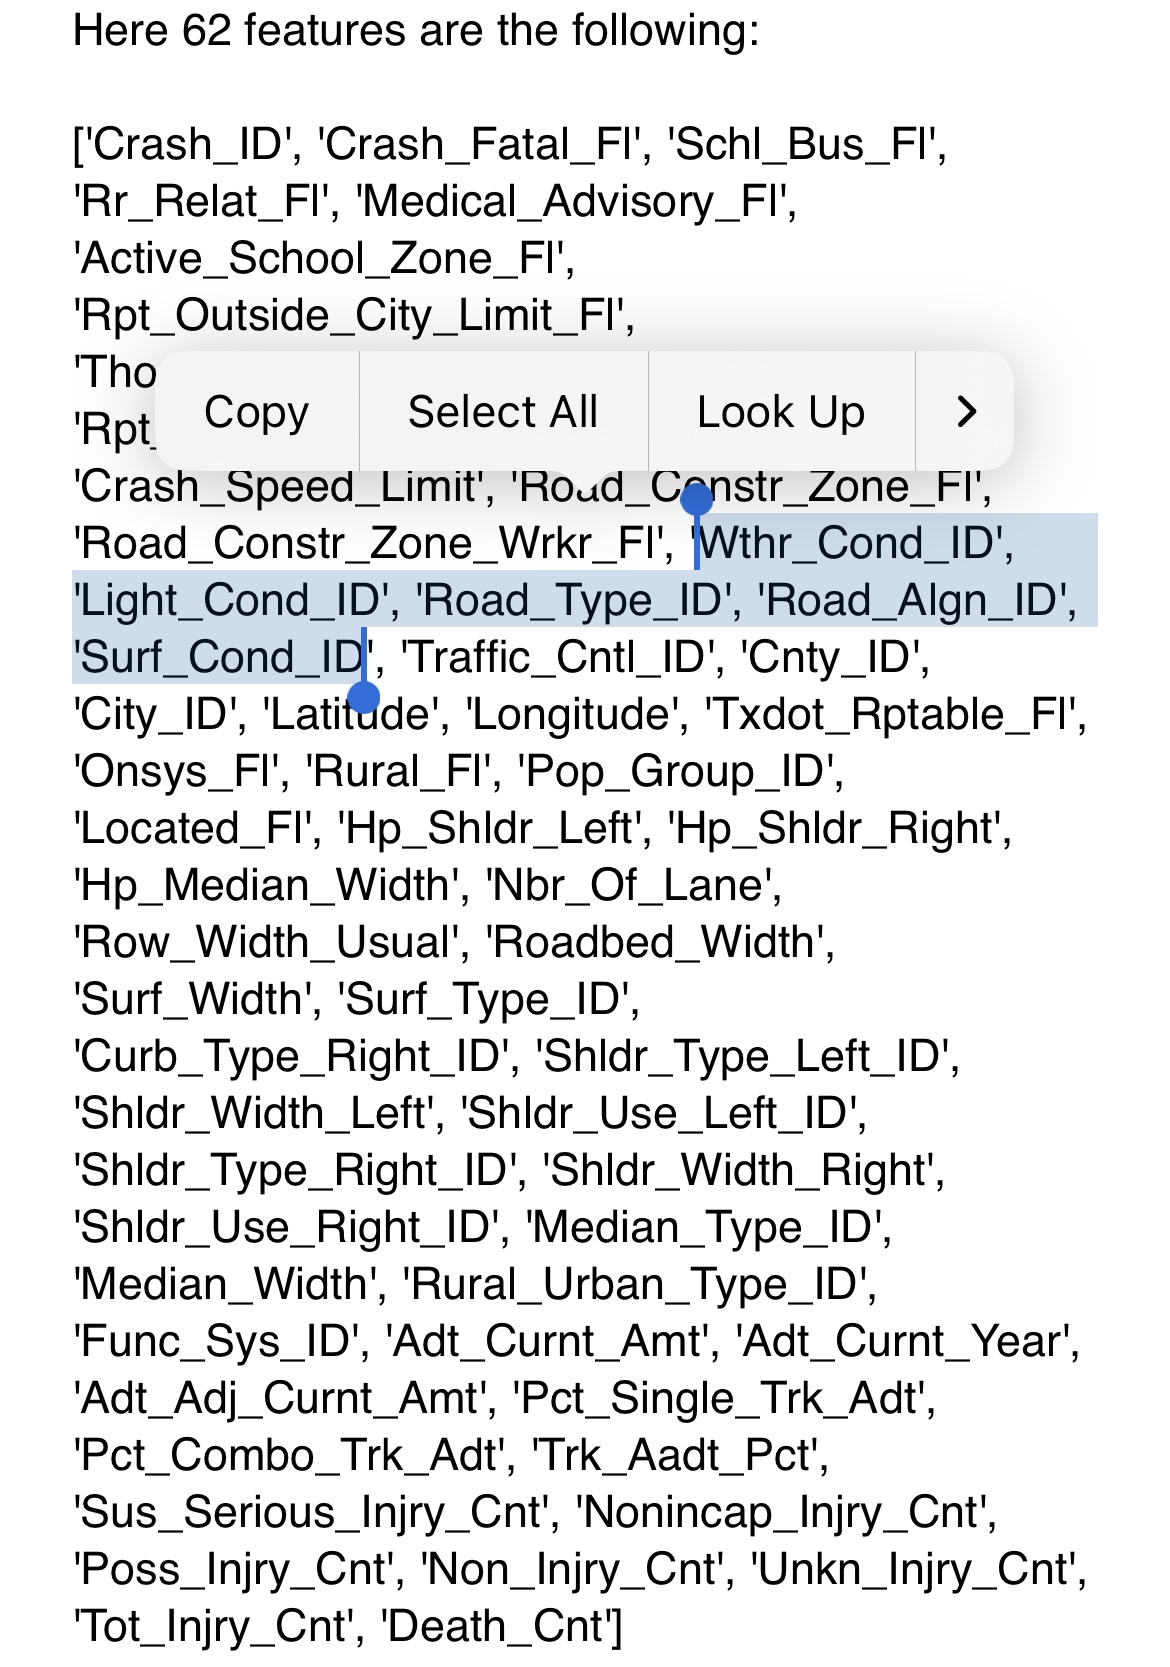 Here 62 features are the following:
['Crash_ID', 'Crash_Fatal_Fl', 'Schl_Bus_Fl',
'Rr_Relat_Fl', 'Medical_Advisory_Fl',
'Active_School_Zone_Fl',
'Rpt_Outside_City_Limit_Fl',
'Tho
Copy Select All Look Up >
'Rpt_
'Crash_Speed_Limit', 'Road_Constr_Zone_Fl',
'Road_Constr_Zone_Wrkr_Fl', 'Wthr_Cond_ID',
'Light_Cond_ID', 'Road_Type_ID', 'Road_Algn_ID',
'Surf_Cond_ID', 'Traffic_Cntl_ID', 'Cnty_ID',
'City_ID', 'Latitude', 'Longitude', 'Txdot_Rptable_Fl',
'Onsys_Fl', 'Rural_Fl', 'Pop_Group_ID',
'Located_Fl', 'Hp_Shldr_Left', 'Hp_Shldr_Right',
'Hp_Median_Width', 'Nbr_Of_Lane',
'Row_Width_Usual', 'Roadbed_Width',
'Surf_Width', 'Surf_Type_ID',
'Curb_Type_Right_ID', 'Shldr_Type_Left_ID',
'Shldr_Width_Left', 'Shldr_Use_Left_ID',
'Shldr_Type_Right_ID', 'Shldr_Width_Right',
'Shldr_Use_Right_ID', 'Median_Type_ID',
'Median_Width', 'Rural_Urban_Type_ID',
'Func_Sys_ID', 'Adt_Curnt_Amt', 'Adt_Curnt_Year',
'Adt_Adj_Curnt_Amt', 'Pct_Single_Trk_Adt',
'Pct_Combo_Trk_Adt', 'Trk_Aadt_Pct',
'Sus_Serious_Injry_Cnt', 'Nonincap_Injry_Cnt',
'Poss_Injry_Cnt', 'Non_Injry_Cnt', 'Unkn_Injry_Cnt',
'Tot_Injry_Cnt', 'Death_Cnt']